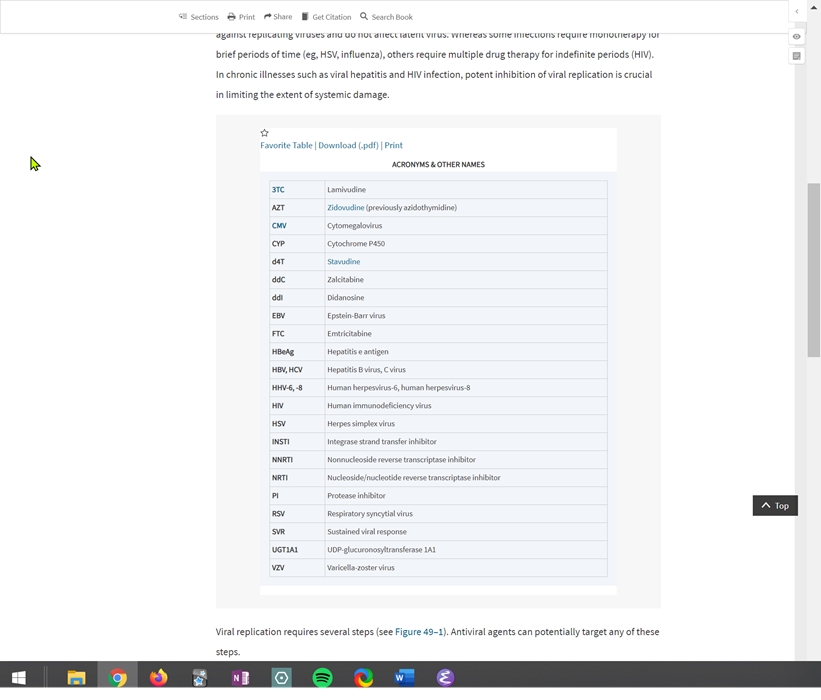 Sections Print Share Get Citation Search Book
against replicating viruses and do not affect latent virus. Whereas some infections require monotherapy for
brief periods of time (eg, HSV, influenza), others require multiple drug therapy for indefinite periods (HIV).
In chronic illnesses such as viral hepatitis and HIV infection, potent inhibition of viral replication is crucial
in limiting the extent of systemic damage.
Favorite Table | Download (.pdf) | Print
ACRONYMS & OTHER NAMES
3TC Lamivudine
AZT Zidovudine (previously azidothymidine)
CMV Cytomegalovirus
CYP Cytochrome P450
d4T Stavudine
ddC Zalcitabine
ddI Didanosine
EBV Epstein-Barr virus
FTC Emtricitabine
HBeAg Hepatitis e antigen
HBV, HCV Hepatitis B virus, C virus
HHV-6, -8 Human herpesvirus-6, human herpesvirus-8
HIV Human immunodeficiency virus
HSV Herpes simplex virus
INSTI Integrase strand transfer inhibitor
NNRTI Nonnucleoside reverse transcriptase inhibitor
NRTI Nucleoside/nucleotide reverse transcriptase inhibitor
PI Protease inhibitor
RSV Respiratory syncytial virus
SVR Sustained viral response
UGT1A1 UDP-glucuronosyltransferase 1A1
VZV Varicella-zoster virus
Top
Viral replication requires several steps (see Figure 49–1). Antiviral agents can potentially target any of these
steps.